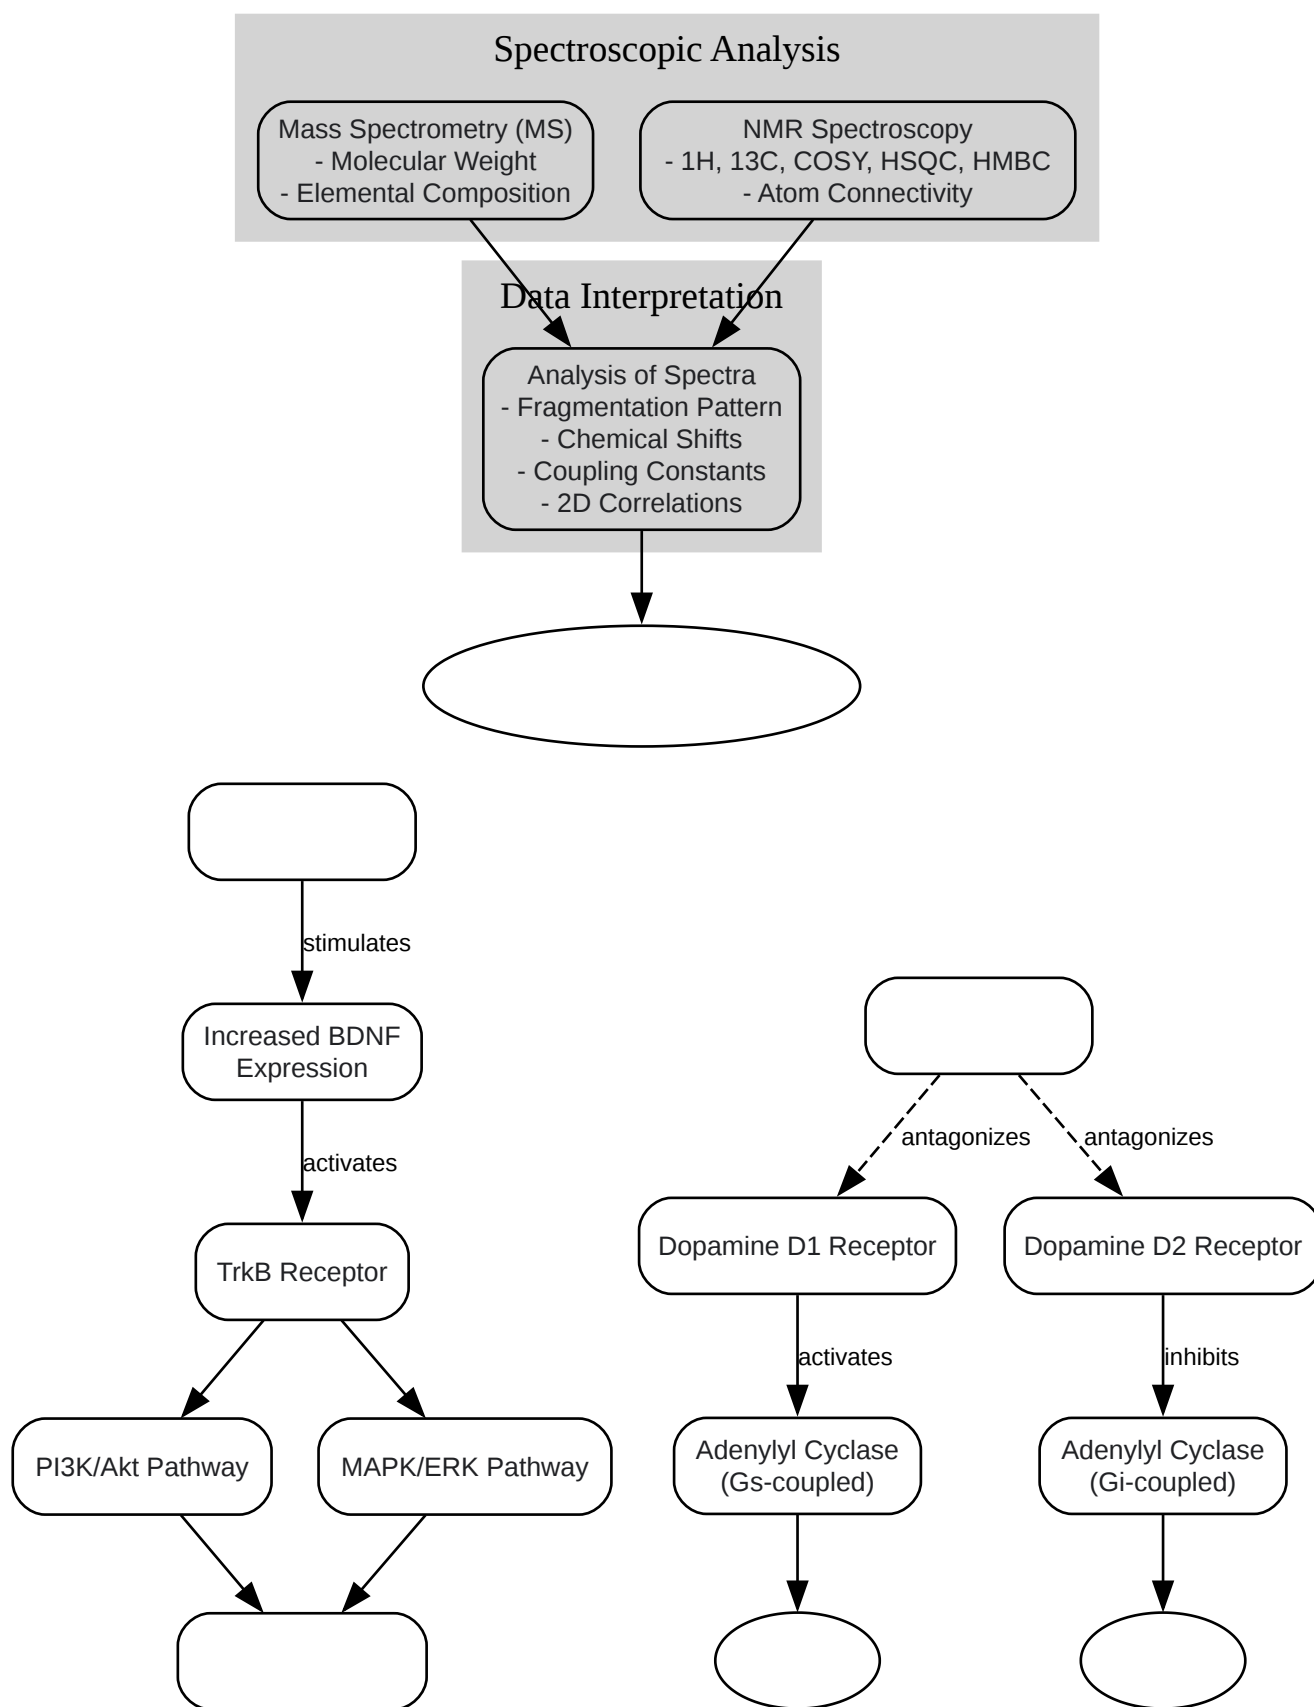 Spectroscopic Analysis
Mass Spectrometry (MS)
- Molecular Weight
- Elemental Composition
NMR Spectroscopy
- 1H, 13C, COSY, HSQC, HMBC
- Atom Connectivity
Data Interpretation
Analysis of Spectra
- Fragmentation Pattern
- Chemical Shifts
- Coupling Constants
- 2D Correlations
stimulates
Increased BDNF
Expression
activates
TrkB Receptor
PI3K/Akt Pathway
MAPK/ERK Pathway
antagonizes
antagonizes
Dopamine D1 Receptor
Dopamine D2 Receptor
activates
inhibits
Adenylyl Cyclase
(Gs-coupled)
Adenylyl Cyclase
(Gi-coupled)